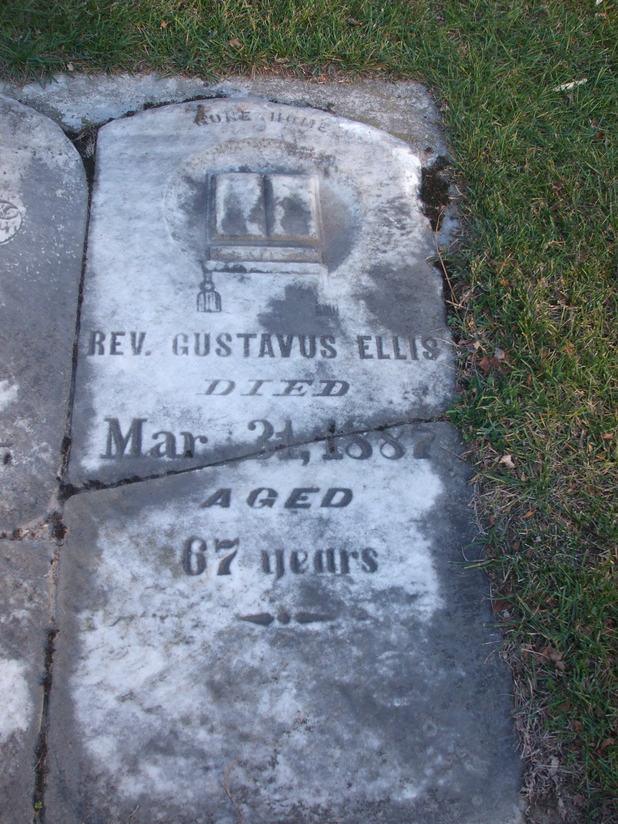 GONE HOME
REV. GUSTAVUS ELLIS
DIED
Mar. 31, 1887
AGED
67 years